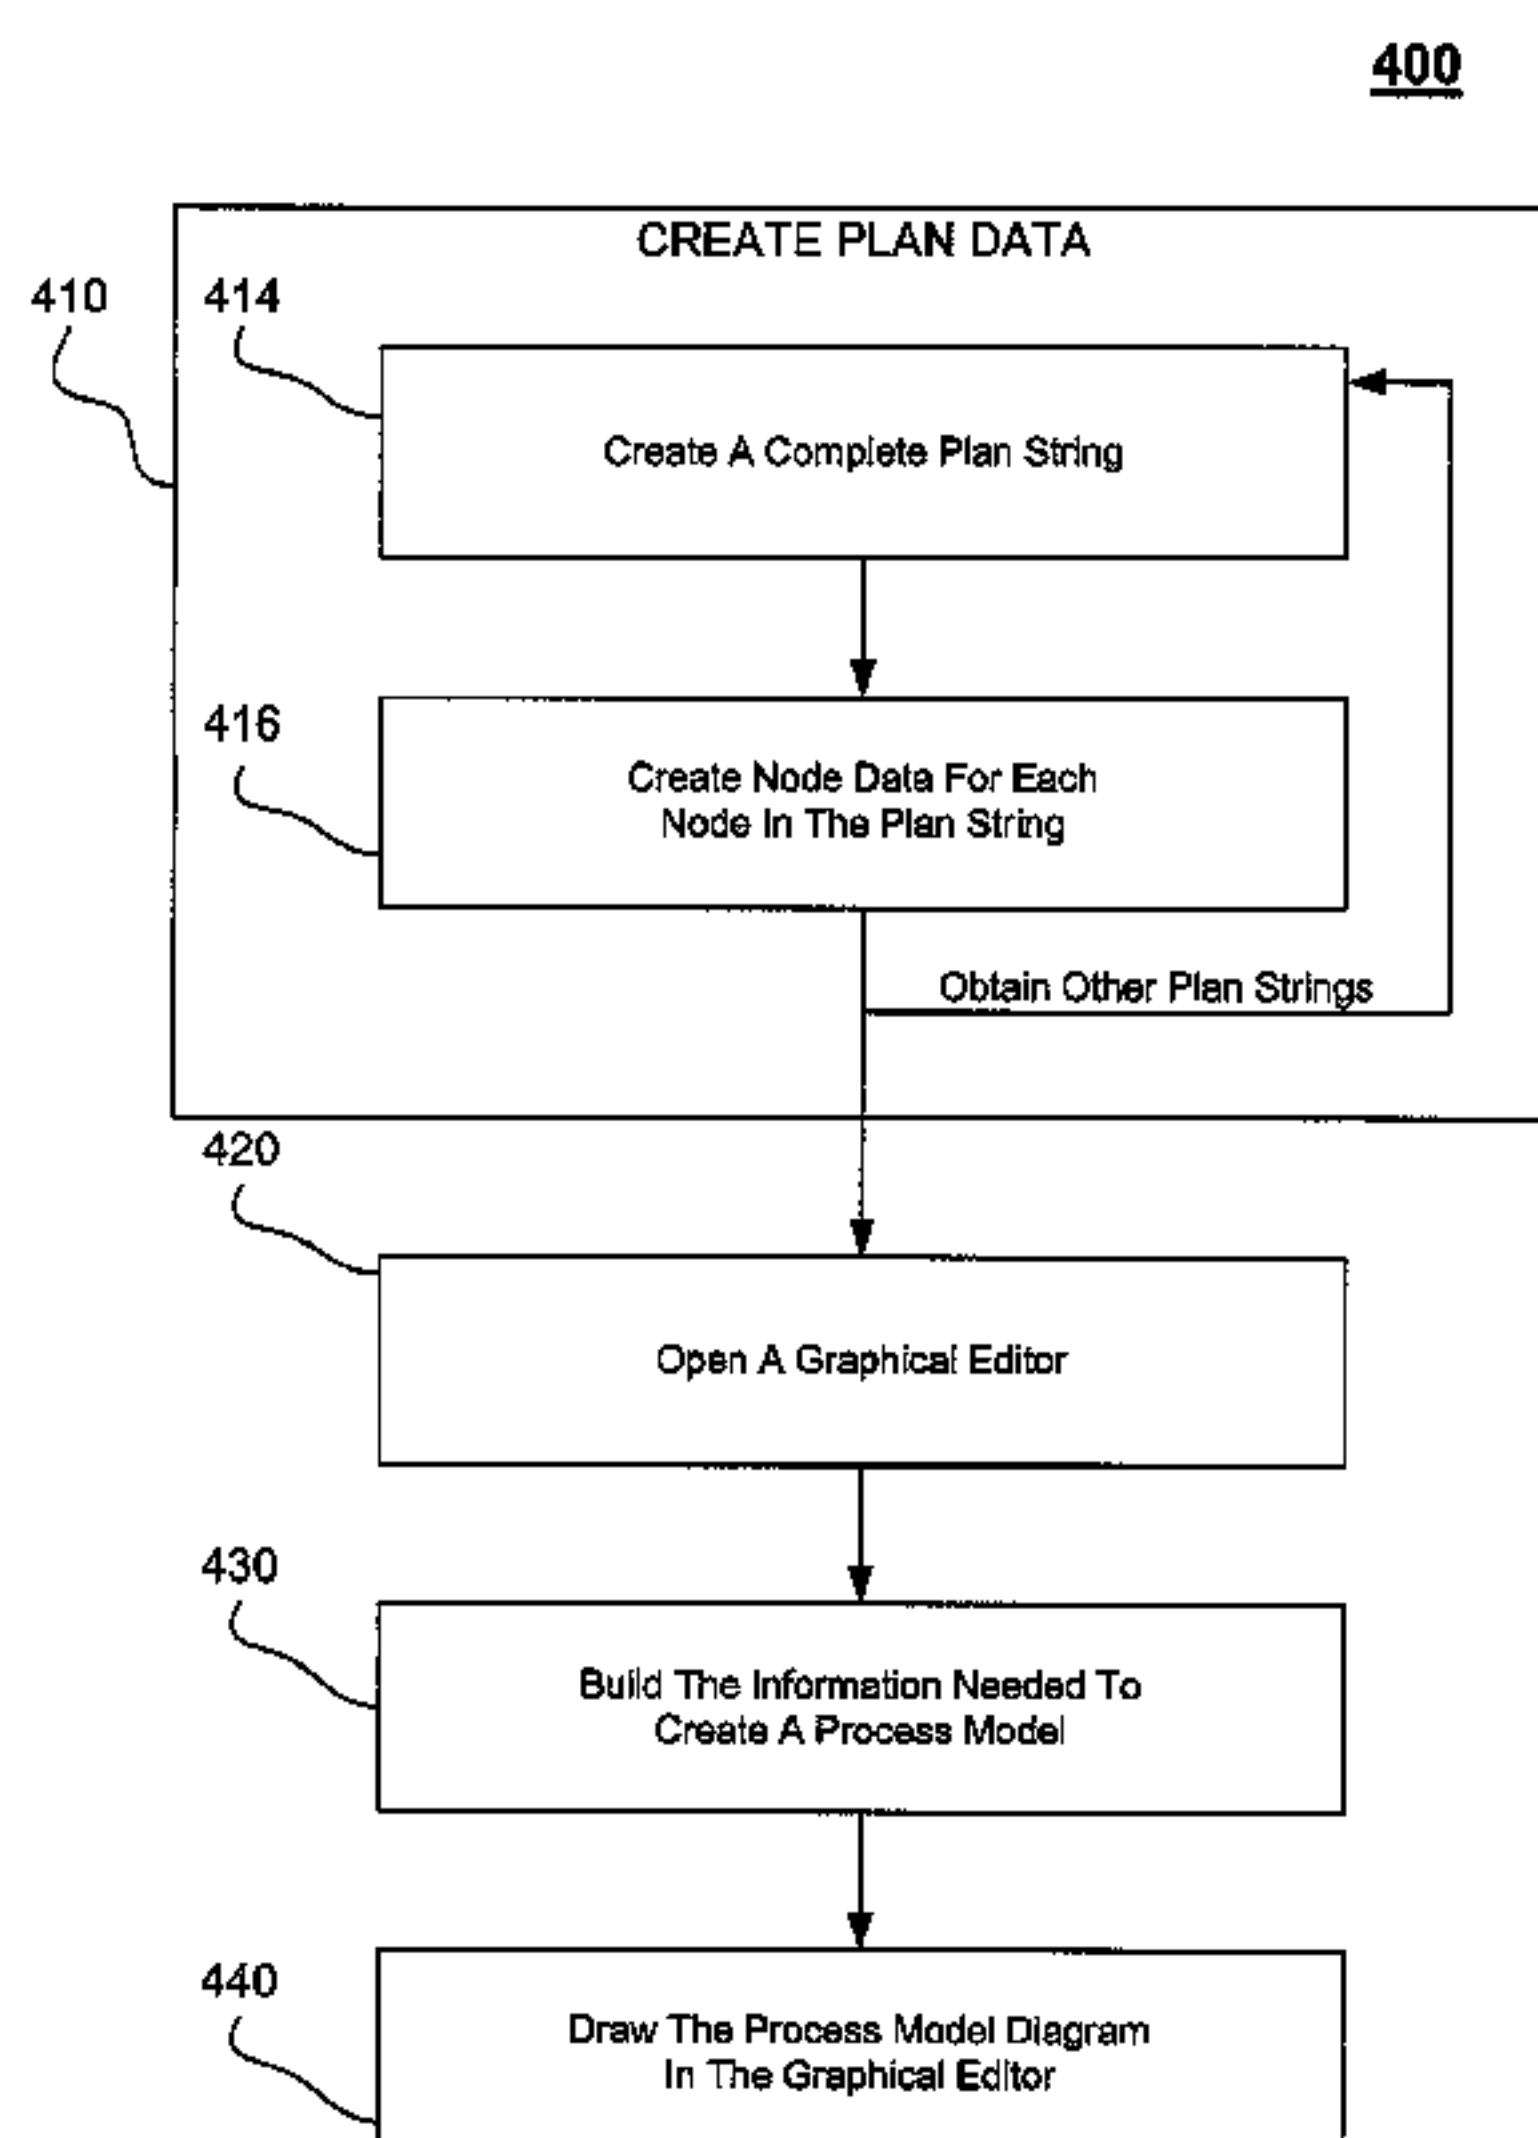 400
CREATE PLAN DATA
410
414
Create A Complete Plan String
416
Create Node Data For Each
Node In The Plan String
Obtain Other Plan Strings
420
Open A Graphical Editor
430
Build The Information Needed To
Create A Process Model
440
Draw The Process Model Diagram
In The Graphical Editor